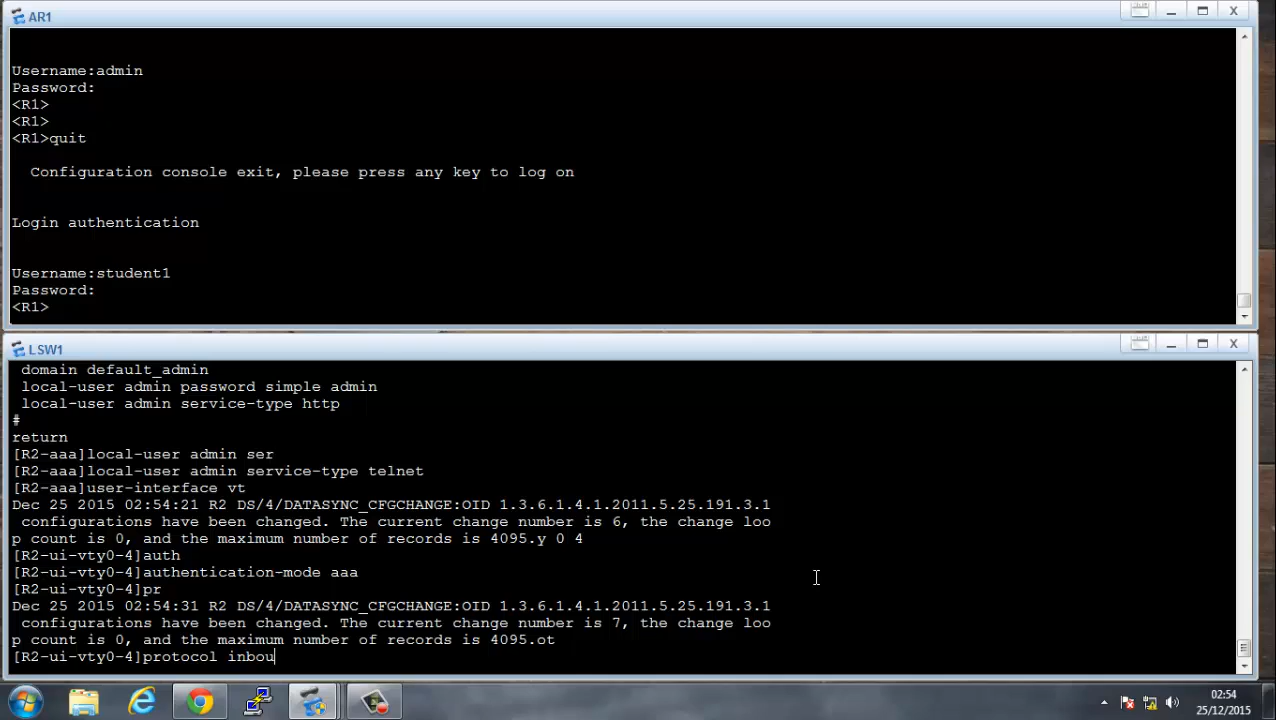 AR1
Username:admin
Password:
<R1>
<R1>
<R1>quit
Configuration console exit, please press any key to log on
Login authentication
Username:student1
Password:
<R1>
LSW1
domain default_admin
local-user admin password simple admin
local-user admin service-type http
#
return
[R2-aaa]local-user admin ser
[R2-aaa]local-user admin service-type telnet
[R2-aaa]user-interface vt
Dec 25 2015 02:54:21 R2 DS/4/DATASYNC_CFGCHANGE:OID 1.3.6.1.4.1.2011.5.25.191.3.1
configurations have been changed. The current change number is 6, the change loo
p count is 0, and the maximum number of records is 4095.y 0 4
[R2-ui-vty0-4]auth
[R2-ui-vty0-4]authentication-mode aaa
[R2-ui-vty0-4]pr
Dec 25 2015 02:54:31 R2 DS/4/DATASYNC_CFGCHANGE:OID 1.3.6.1.4.1.2011.5.25.191.3.1
configurations have been changed. The current change number is 7, the change loo
p count is 0, and the maximum number of records is 4095.ot
[R2-ui-vty0-4]protocol inbou
02:54
25/12/2015